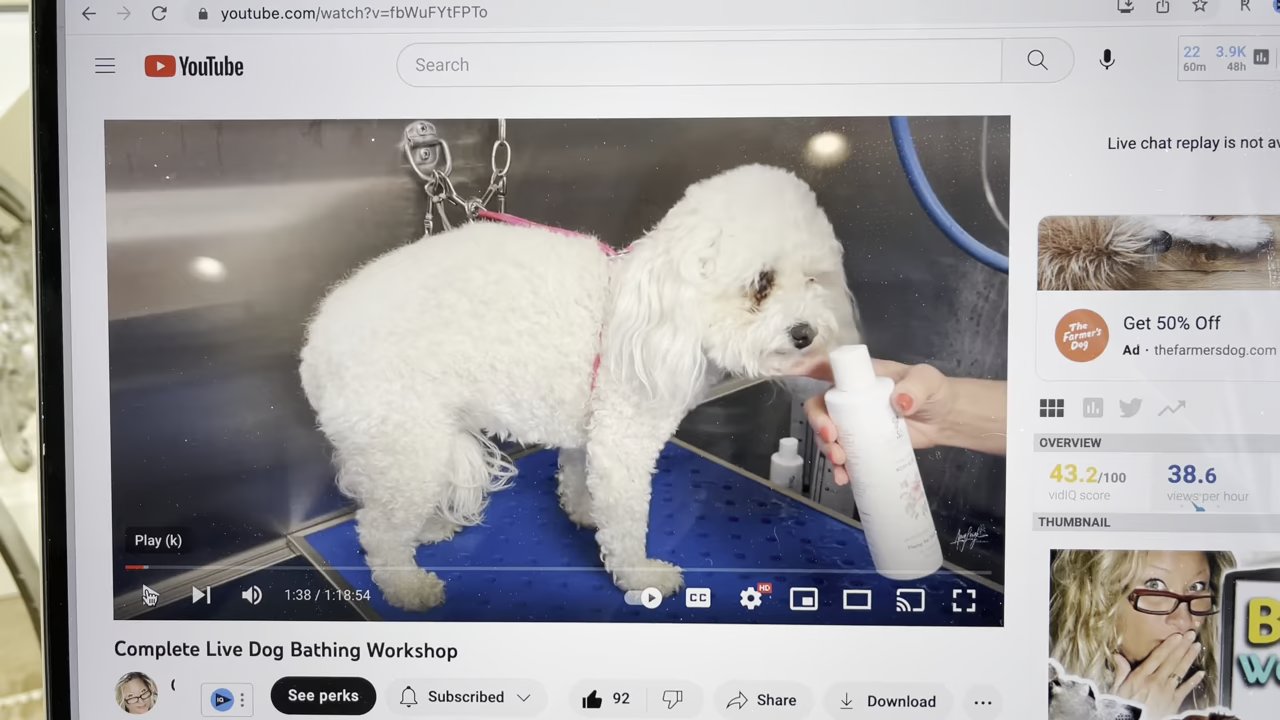 youtube.com/watch?v=fbWuFYtFPTo
R
YouTube
Search
22 3.9K
60m 48h
Live chat replay is not av
The
Farmer's
Dog
Get 50% Off
Ad · thefarmersdog.com
OVERVIEW
43.2/100 38.6
vidIQ score views per hour
THUMBNAIL
Play (k)
1:38 / 1:18:54
CC
HD
Complete Live Dog Bathing Workshop
(
iQ
See perks
Subscribed
92
Share
Download
B
W